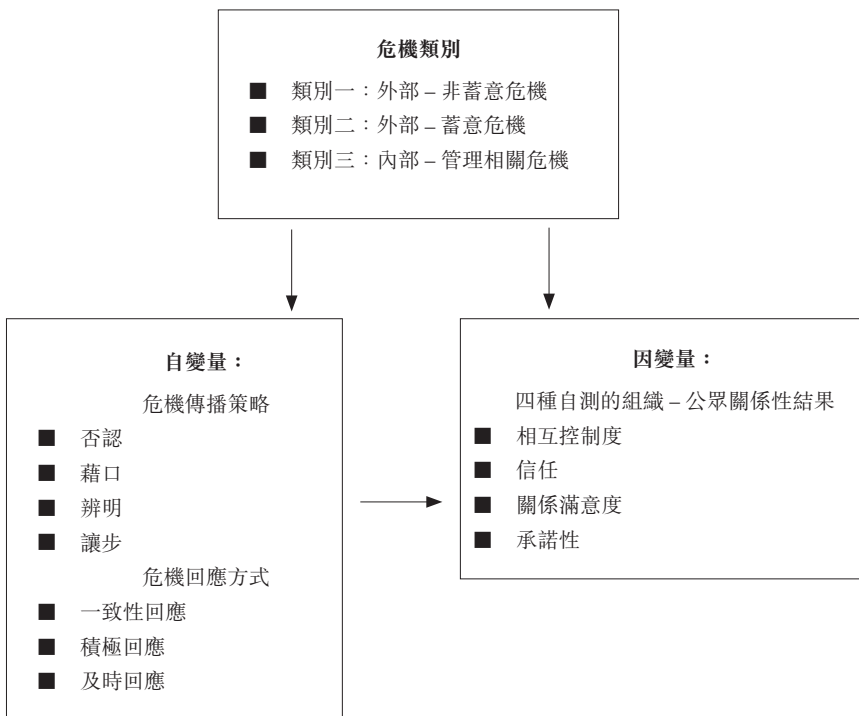 危機類別
■ 類別一：外部 – 非蓄意危機
■ 類別二：外部 – 蓄意危機
■ 類別三：內部 – 管理相關危機
自變量：
危機傳播策略
■ 否認
■ 藉口
■ 辨明
■ 讓步
危機回應方式
■ 一致性回應
■ 積極回應
■ 及時回應
因變量：
四種自測的組織 – 公眾關係性結果
■ 相互控制度
■ 信任
■ 關係滿意度
■ 承諾性